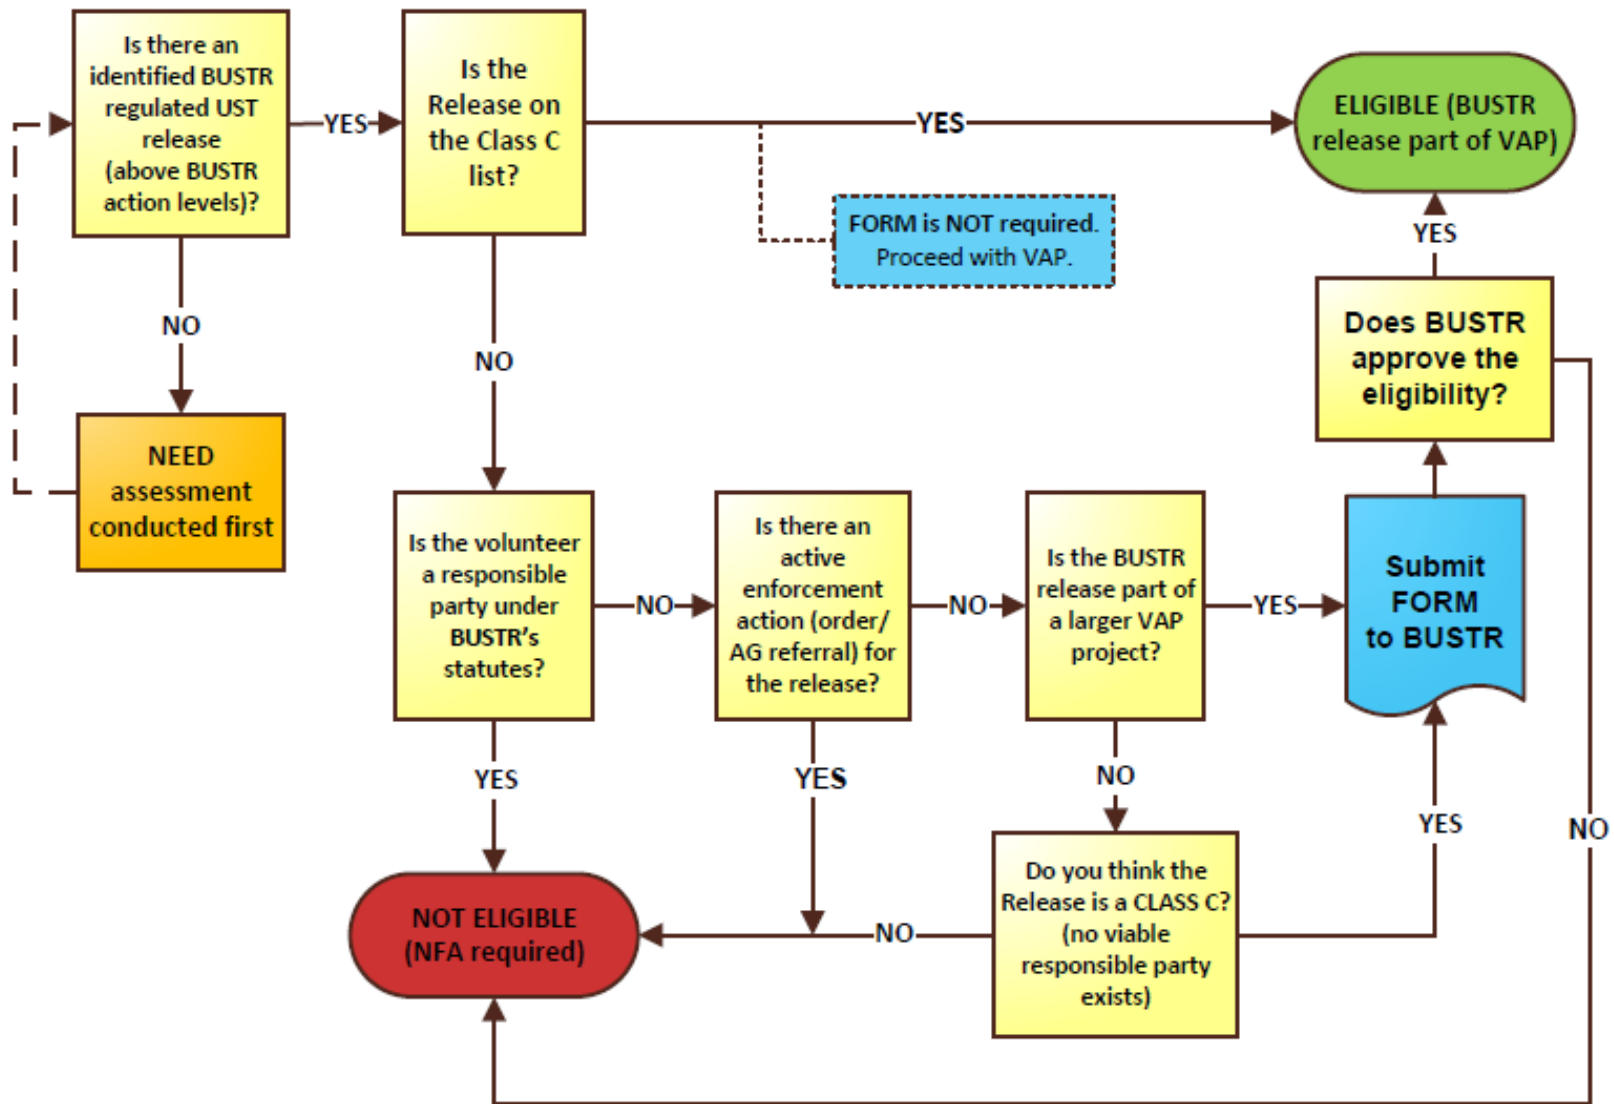 Is there an
identified BUSTR
regulated UST
release
(above BUSTR
action levels)?
YES
Is the
Release on
the Class C
list?
YES
ELIGIBLE (BUSTR
release part of VAP)
FORM is NOT required.
Proceed with VAP.
YES
NO
NO
Does BUSTR
approve the
eligibility?
NEED
assessment
conducted first
Is the volunteer
a responsible
party under
BUSTR's
statutes?
NO
Is there an
active
enforcement
action (order/
AG referral) for
the release?
NO
Is the BUSTR
release part of
a larger VAP
project?
YES
Submit
FORM
to BUSTR
YES
YES
NO
YES
NO
NOT ELIGIBLE
(NFA required)
NO
Do you think the
Release is a CLASS C?
(no viable
responsible party
exists)